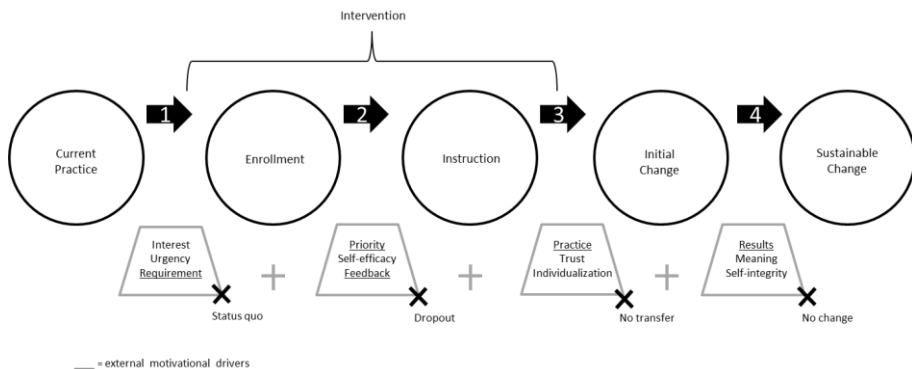 Intervention
1
2
3
4
Current
Practice
Enrollment
Instruction
Initial
Change
Sustainable
Change
Interest
Urgency
Requirement
Status quo
Priority
Self-efficacy
Feedback
Dropout
Practice
Trust
Individualization
No transfer
Results
Meaning
Self-integrity
No change
___ = external motivational drivers